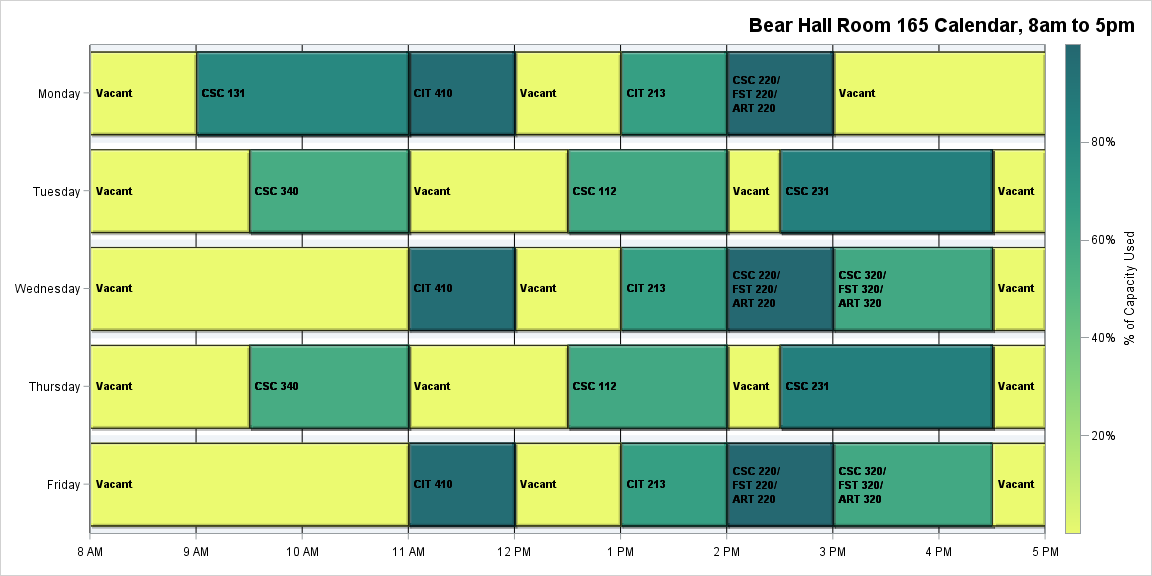 Bear Hall Room 165 Calendar, 8am to 5pm
Monday
Vacant
CSC 131
CIT 410
Vacant
CIT 213
CSC 220/
FST 220/
ART 220
Vacant
Tuesday
Vacant
CSC 340
Vacant
CSC 112
Vacant
CSC 231
Vacant
Wednesday
Vacant
CIT 410
Vacant
CIT 213
CSC 220/
FST 220/
ART 220
CSC 320/
FST 320/
ART 320
Vacant
Thursday
Vacant
CSC 340
Vacant
CSC 112
Vacant
CSC 231
Vacant
Friday
Vacant
CIT 410
Vacant
CIT 213
CSC 220/
FST 220/
ART 220
CSC 320/
FST 320/
ART 320
Vacant
8 AM
9 AM
10 AM
11 AM
12 PM
1 PM
2 PM
3 PM
4 PM
5 PM
80%
60%
40%
20%
% of Capacity Used